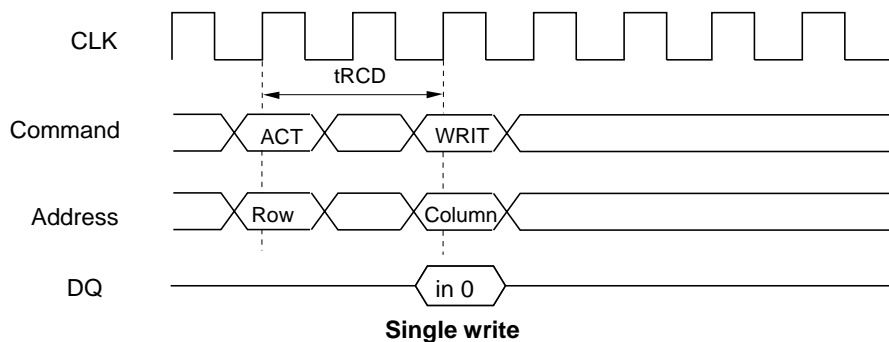 CLK
tRCD
Command
ACT
WRIT
Address
Row
Column
DQ
in 0
Single write